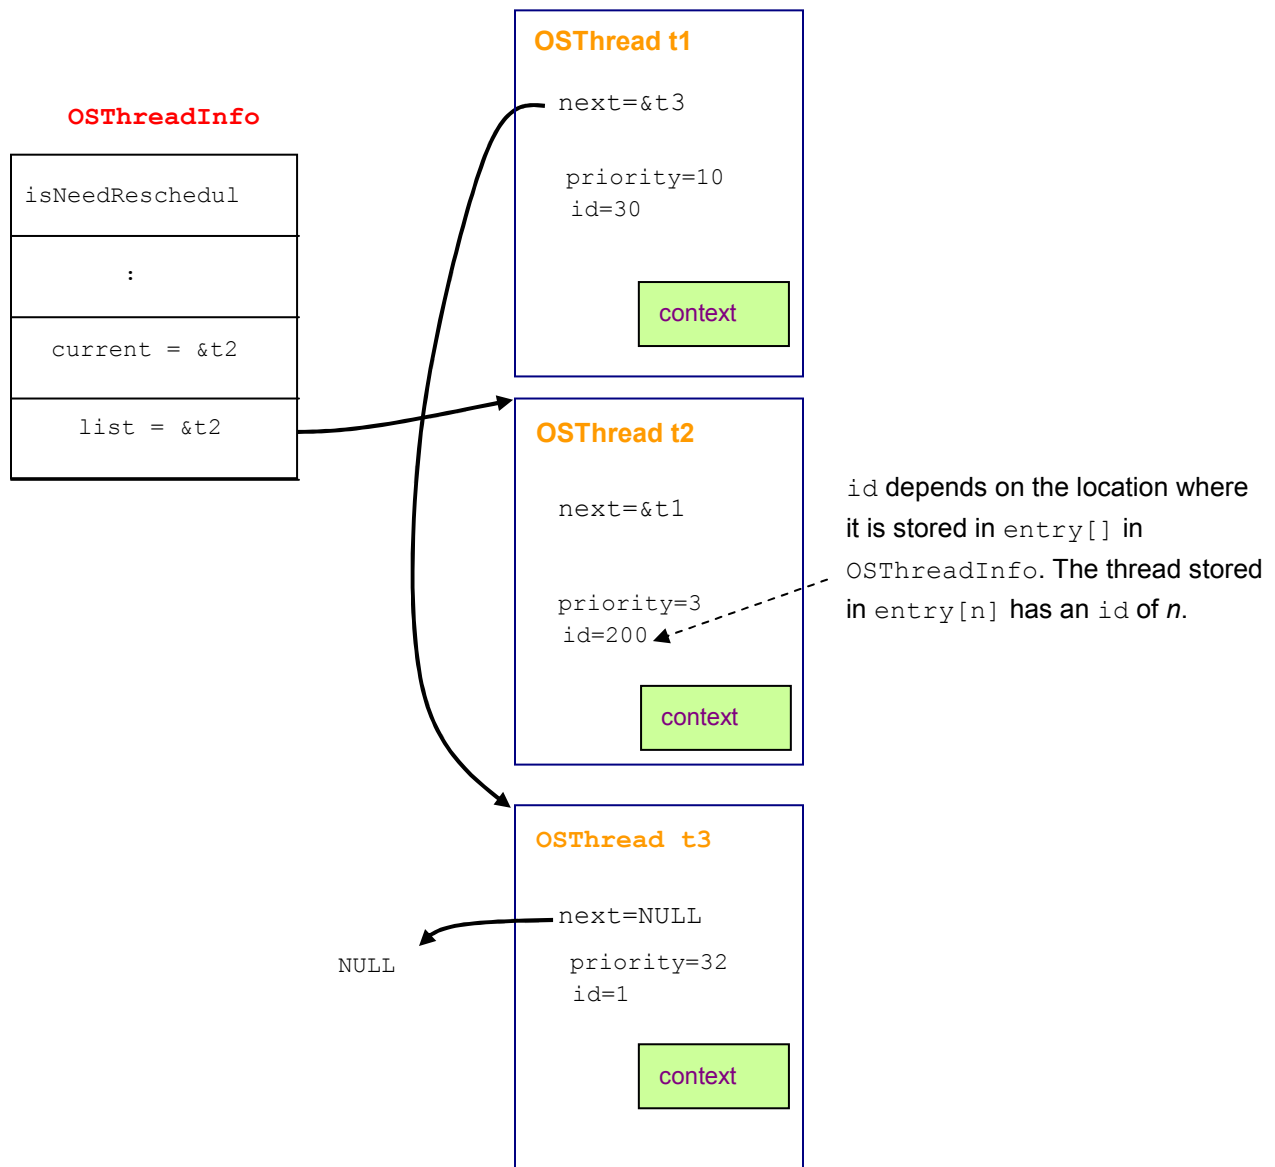 OSThread t1
next=&t3
OSThreadInfo
isNeedReschedul
priority=10
id=30
:
context
current = &t2
list = &t2
OSThread t2
next=&t1
id depends on the location where
it is stored in entry[] in
OSThreadInfo. The thread stored
in entry[n] has an id of n.
priority=3
id=200
context
OSThread t3
next=NULL
NULL
priority=32
id=1
context